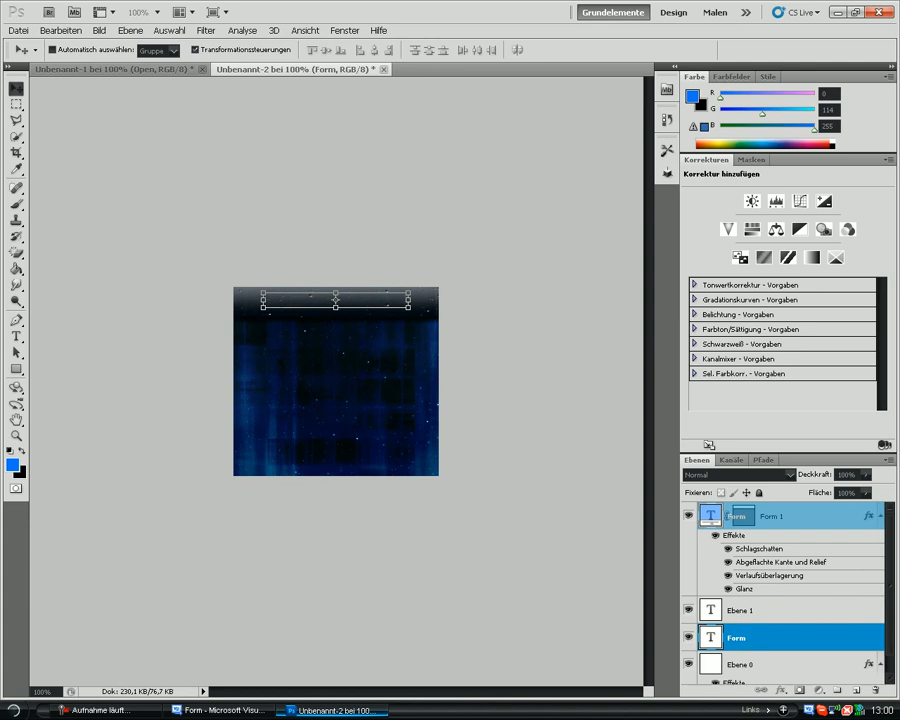 Ps Br Mb 100% Grundelemente Design Malen CS Live
Datei Bearbeiten Bild Ebene Auswahl Filter Analyse 3D Ansicht Fenster Hilfe
Automatisch auswählen: Gruppe Transformationssteuerungen
Unbenannt-1 bei 100% (Open, RGB/8) * Unbenannt-2 bei 100% (Form, RGB/8) *
Farbe Farbfelder Stile
Mb
R 0
G 114
B 255
Korrekturen Masken
Korrektur hinzufügen
Tonwertkorrektur - Vorgaben
Gradationskurven - Vorgaben
Belichtung - Vorgaben
Farbton/Sättigung - Vorgaben
Schwarzweiß - Vorgaben
Kanalmixer - Vorgaben
Sel. Farbkorr. - Vorgaben
Ebenen Kanäle Pfade
Normal Deckkraft: 100%
Fixieren: Fläche: 100%
T Form Form 1 fx
Effekte
Schlagschatten
Abgeflachte Kante und Relief
Verlaufsüberlagerung
Glanz
T Ebene 1
T Form
Ebene 0 fx
Effekte
100% Dok: 230,1 KB/76,7 KB
Aufnahme läuft... Form - Microsoft Visu... Unbenannt-2 bei 100... Links 13:00